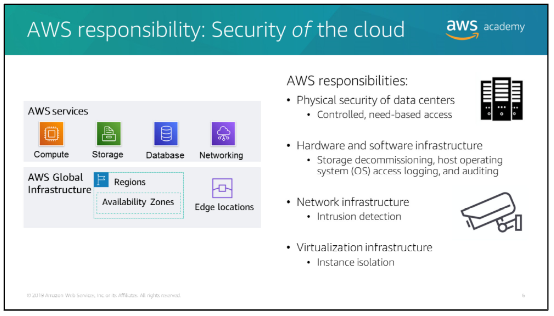 AWS responsibility: Security of the cloud
aws academy
AWS services
Compute
Storage
Database
Networking
AWS Global
Infrastructure
Regions
Availability Zones
Edge locations
AWS responsibilities:
• Physical security of data centers
• Controlled, need-based access
• Hardware and software infrastructure
• Storage decommissioning, host operating
system (OS) access logging, and auditing
• Network infrastructure
• Intrusion detection
• Virtualization infrastructure
• Instance isolation
Amazon Web Services, Inc. or its Affiliates. All rights reserved.